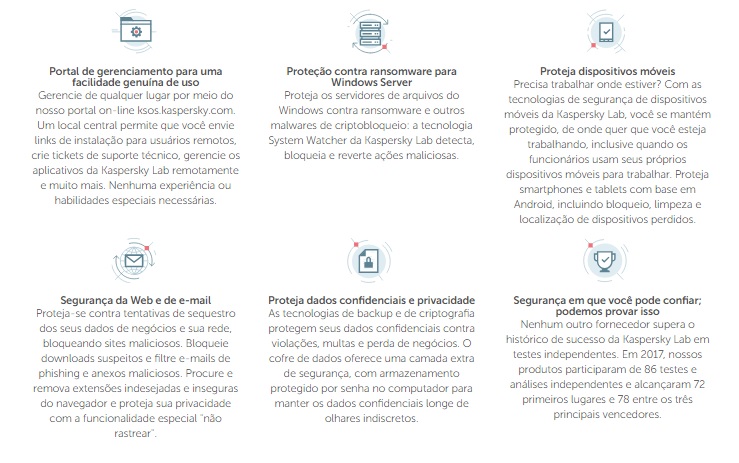 Portal de gerenciamento para uma
facilidade genuína de uso
Gerencie de qualquer lugar por meio do
nosso portal on-line ksos.kaspersky.com.
Um local central permite que você envie
links de instalação para usuários remotos,
crie tickets de suporte técnico, gerencie os
aplicativos da Kaspersky Lab remotamente
e muito mais. Nenhuma experiência ou
habilidades especiais necessárias.
Proteção contra ransomware para
Windows Server
Proteja os servidores de arquivos do
Windows contra ransomware e outros
malwares de criptobloqueio: a tecnologia
System Watcher da Kaspersky Lab detecta,
bloqueia e reverte ações maliciosas.
Proteja dispositivos móveis
Precisa trabalhar onde estiver? Com as
tecnologias de segurança de dispositivos
móveis da Kaspersky Lab, você se mantém
protegido, de onde quer que você esteja
trabalhando, inclusive quando os
funcionários usam seus próprios
dispositivos móveis para trabalhar. Proteja
smartphones e tablets com base em
Android, incluindo bloqueio, limpeza e
localização de dispositivos perdidos.
Segurança da Web e de e-mail
Proteja-se contra tentativas de sequestro
dos seus dados de negócios e sua rede,
bloqueando sites maliciosos. Bloqueie
downloads suspeitos e filtre e-mails de
phishing e anexos maliciosos. Procure e
remova extensões indesejadas e inseguras
do navegador e proteja sua privacidade
com a funcionalidade especial "não
rastrear".
Proteja dados confidenciais e privacidade
As tecnologias de backup e de criptografia
protegem seus dados confidenciais contra
violações, multas e perda de negócios. O
cofre de dados oferece uma camada extra
de segurança, com armazenamento
protegido por senha no computador para
manter os dados confidenciais longe de
olhares indiscretos.
Segurança em que você pode confiar;
podemos provar isso
Nenhum outro fornecedor supera o
histórico de sucesso da Kaspersky Lab em
testes independentes. Em 2017, nossos
produtos participaram de 86 testes e
análises independentes e alcançaram 72
primeiros lugares e 78 entre os três
principais vencedores.